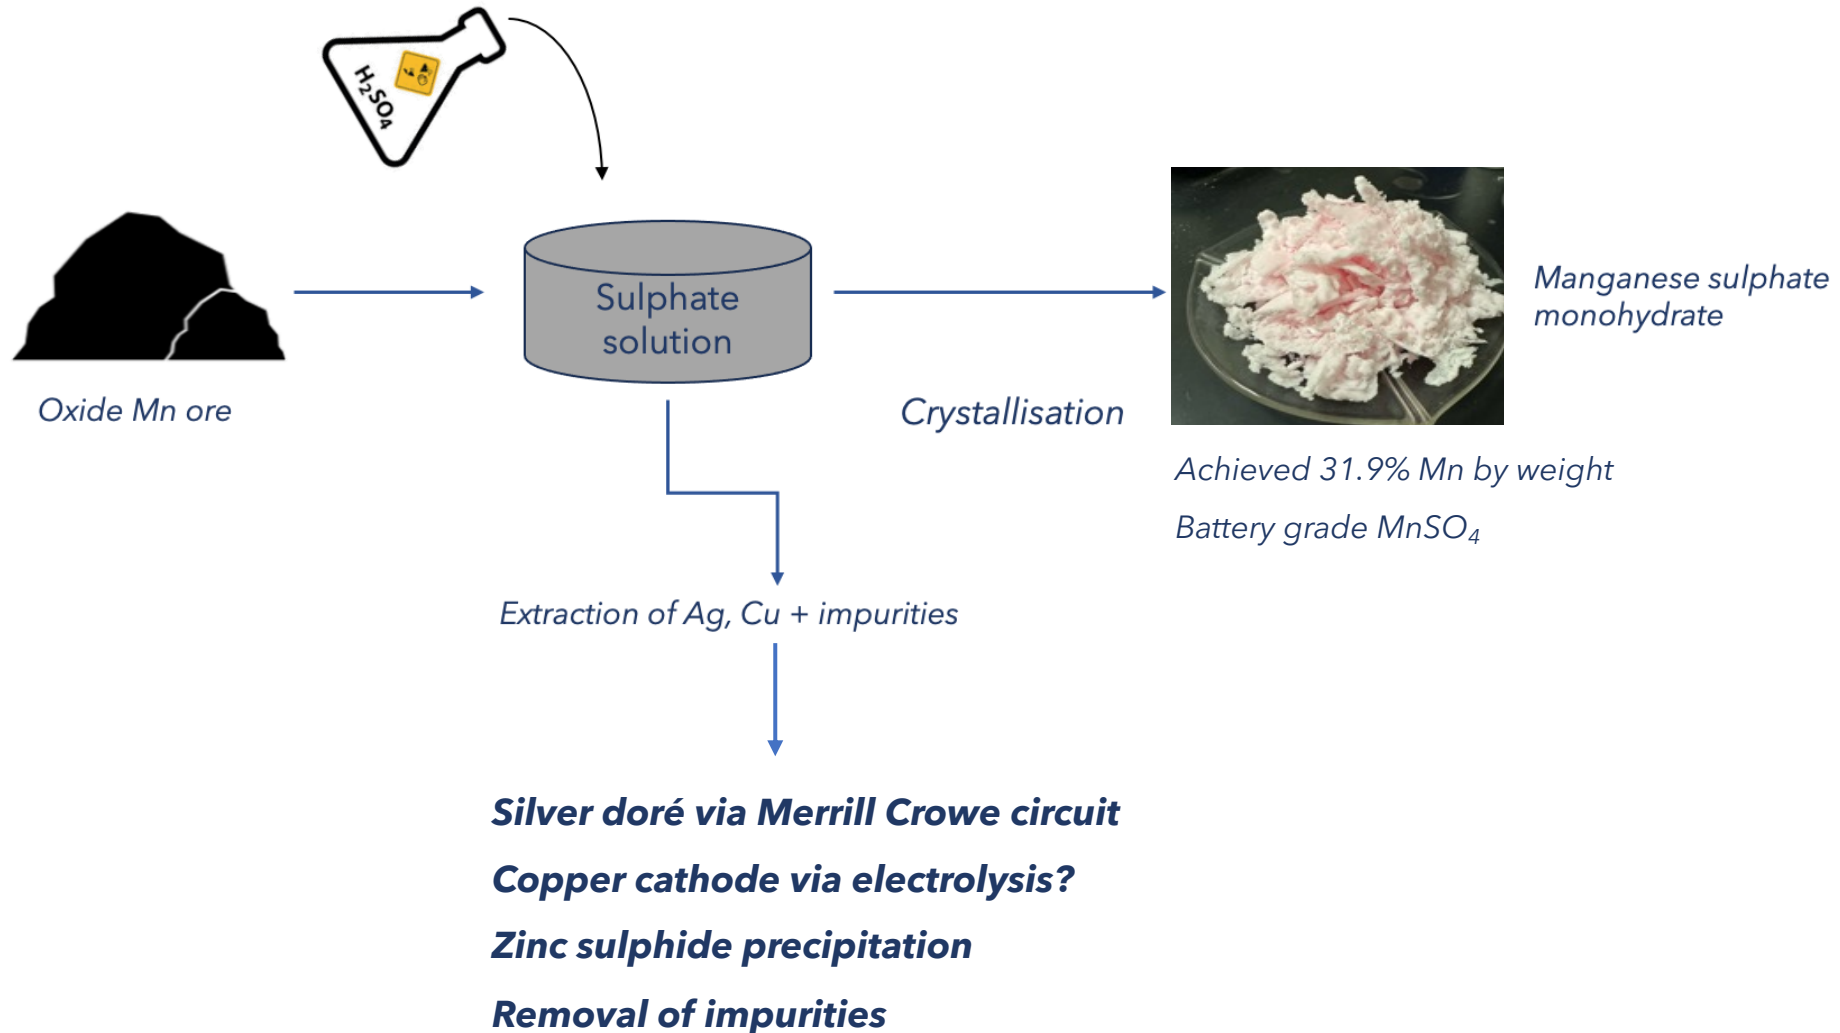 H₂SO₄
Sulphate
solution
Oxide Mn ore
Crystallisation
Manganese sulphate
monohydrate
Achieved 31.9% Mn by weight
Battery grade MnSO₄
Extraction of Ag, Cu + impurities
Silver doré via Merrill Crowe circuit
Copper cathode via electrolysis?
Zinc sulphide precipitation
Removal of impurities